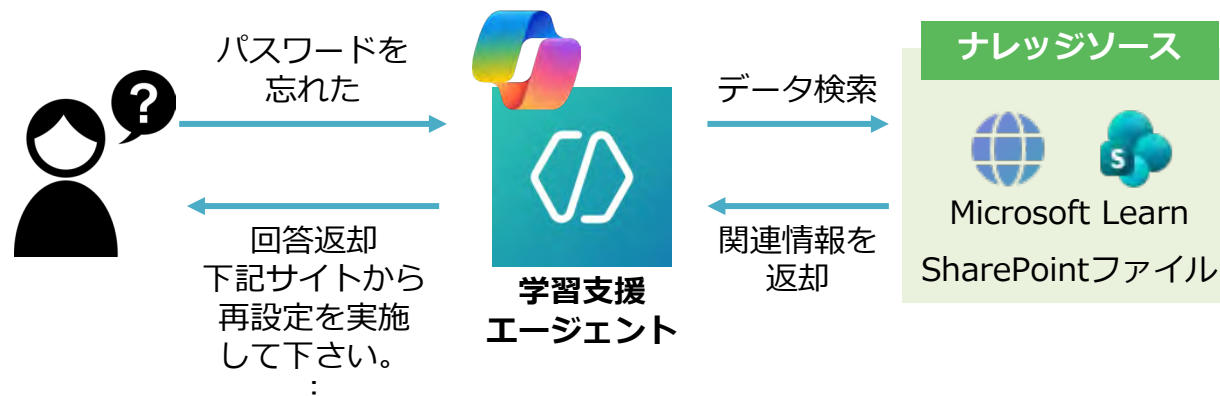 パスワードを
忘れた
?
回答返却
下記サイトから
再設定を実施
して下さい。
:
学習支援
エージェント
データ検索
関連情報を
返却
ナレッジソース
S
Microsoft Learn
SharePointファイル